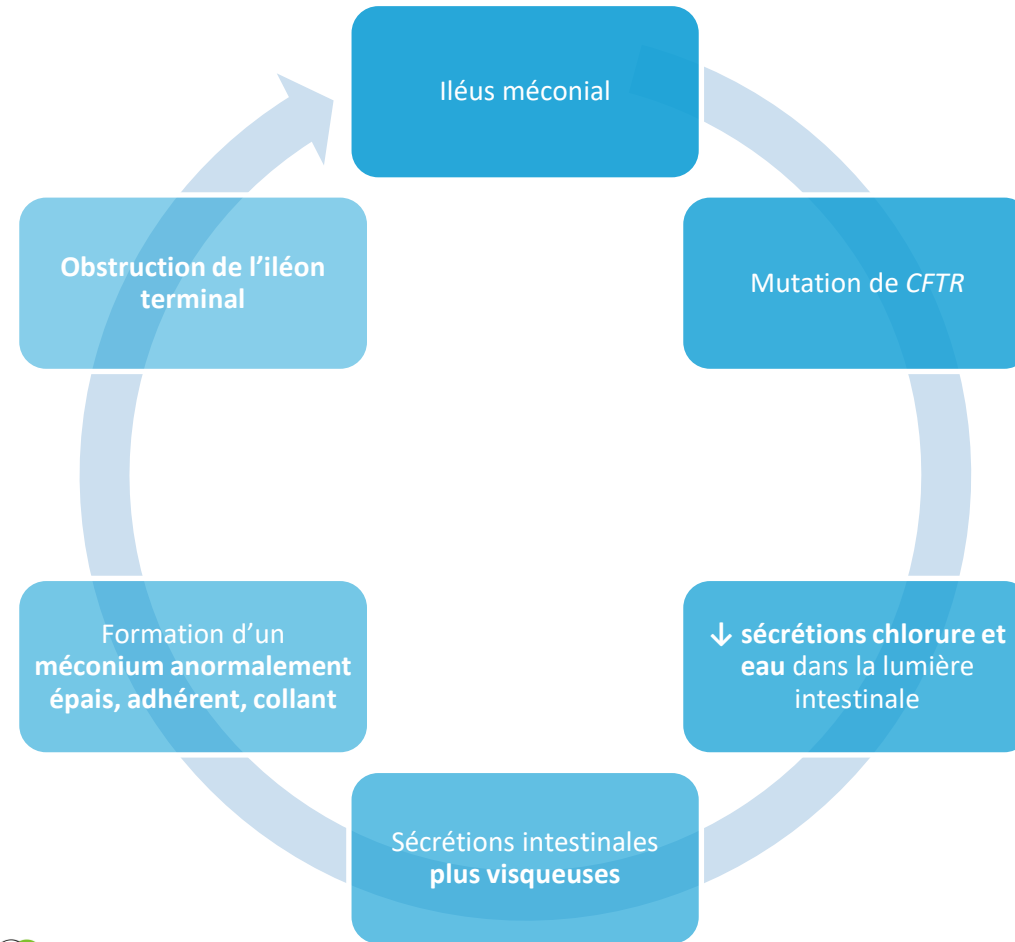 Iléus méconial
Mutation de CFTR
↓ sécrétions chlorure et
eau dans la lumière
intestinale
Sécrétions intestinales
plus visqueuses
Formation d’un
méconium anormalement
épais, adhérent, collant
Obstruction de l’iléon
terminal